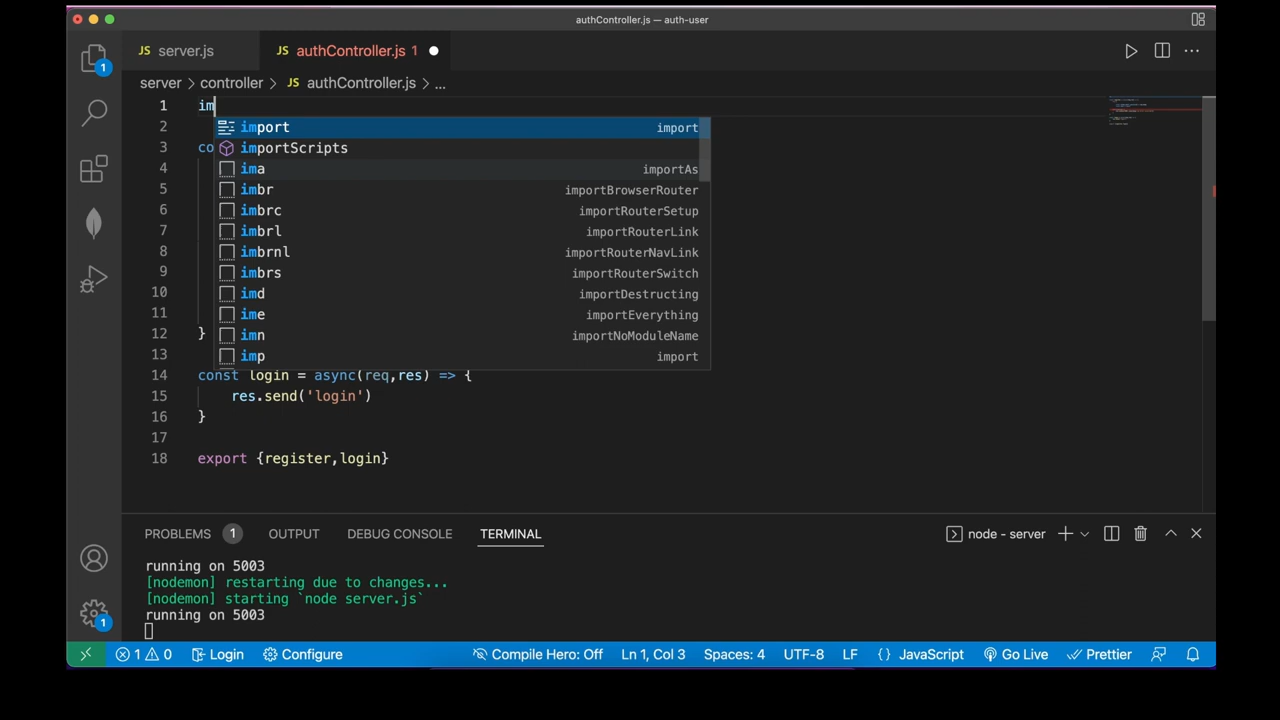 authController.js — auth-user
JS server.js JS authController.js 1
server > controller > JS authController.js > ...
1 im
import import
importScripts
ima importAs
imbr importBrowserRouter
imbrc importRouterSetup
imbrl importRouterLink
imbrnl importRouterNavLink
imbrs importRouterSwitch
imd importDestructing
ime importEverything
imn importNoModuleName
imp import
2
3 co
4
5
6
7
8
9
10
11
12 }
13
14 const login = async(req,res) => {
15 res.send('login')
16 }
17
18 export {register,login}
1
1
PROBLEMS 1 OUTPUT DEBUG CONSOLE TERMINAL node - server
running on 5003
[nodemon] restarting due to changes...
[nodemon] starting `node server.js`
running on 5003
1 0 Login Configure Compile Hero: Off Ln 1, Col 3 Spaces: 4 UTF-8 LF {} JavaScript Go Live Prettier